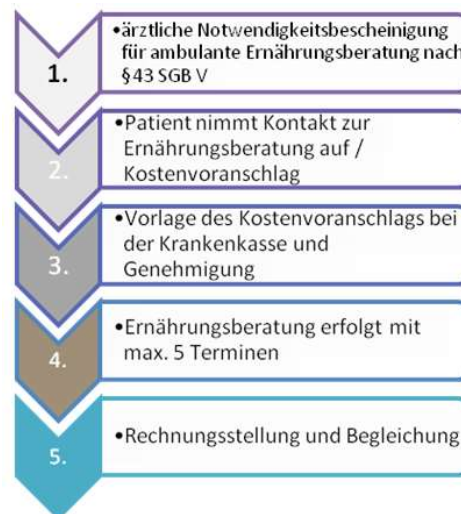 1.
•ärztliche Notwendigkeitsbescheinigung
für ambulante Ernährungsberatung nach
§43 SGB V
2.
•Patient nimmt Kontakt zur
Ernährungsberatung auf /
Kostenvoranschlag
3.
•Vorlage des Kostenvoranschlags bei
der Krankenkasse und
Genehmigung
4.
•Ernährungsberatung erfolgt mit
max. 5 Terminen
5.
•Rechnungsstellung und Begleichung